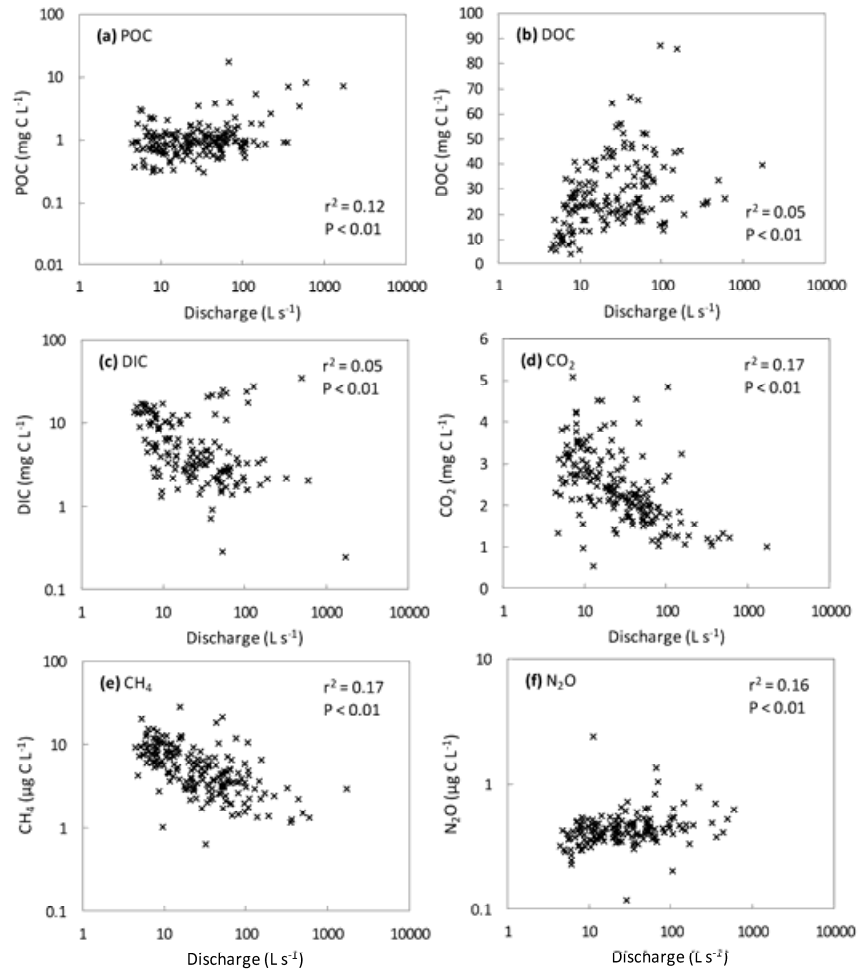 (a) POC
POC (mg C L⁻¹)
100
10
1
0.1
0.01
r² = 0.12
P < 0.01
1 10 100 1000 10000
Discharge (L s⁻¹)
(b) DOC
DOC (mg C L⁻¹)
100
90
80
70
60
50
40
30
20
10
0
r² = 0.05
P < 0.01
1 10 100 1000 10000
Discharge (L s⁻¹)
(c) DIC
DIC (mg C L⁻¹)
100
10
1
0.1
r² = 0.05
P < 0.01
1 10 100 1000 10000
Discharge (L s⁻¹)
(d) CO₂
CO₂ (mg C L⁻¹)
6
5
4
3
2
1
0
r² = 0.17
P < 0.01
1 10 100 1000 10000
Discharge (L s⁻¹)
(e) CH₄
CH₄ (µg C L⁻¹)
100
10
1
0.1
r² = 0.17
P < 0.01
1 10 100 1000 10000
Discharge (L s⁻¹)
(f) N₂O
N₂O (µg C L⁻¹)
10
1
0.1
r² = 0.16
P < 0.01
1 10 100 1000 10000
Discharge (L s⁻¹)